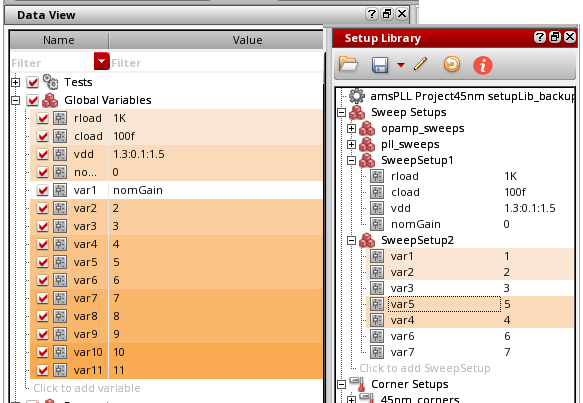 Data View
Name Value
Filter Filter
Tests
Global Variables
rload 1K
cload 100f
vdd 1.3:0.1:1.5
no... 0
var1 nomGain
var2 2
var3 3
var4 4
var5 5
var6 6
var7 7
var8 8
var9 9
var10 10
var11 11
Click to add variable
Setup Library
amsPLL Project45nm setupLib_backup
Sweep Setups
opamp_sweeps
pll_sweeps
SweepSetup1
rload 1K
cload 100f
vdd 1.3:0.1:1.5
nomGain 0
SweepSetup2
var1 1
var2 2
var3 3
var5 5
var4 4
var6 6
var7 7
Click to add SweepSetup
Corner Setups
45nm_corners